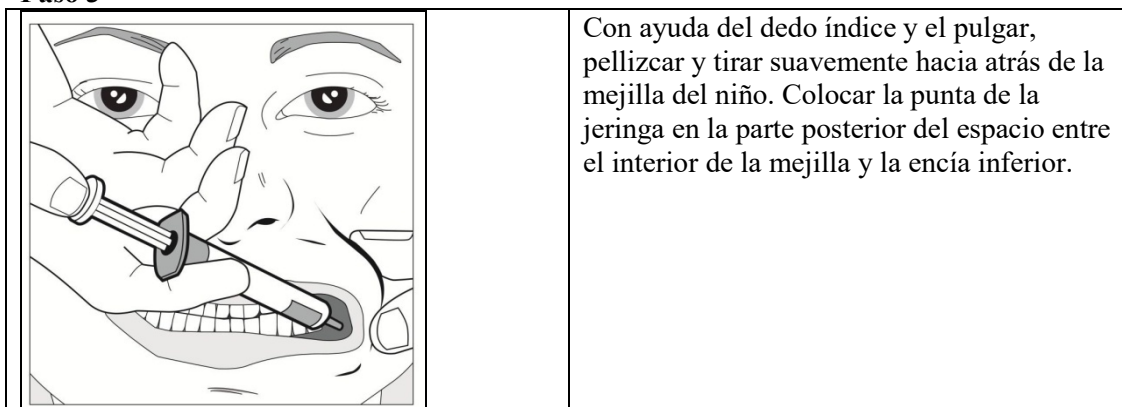 Con ayuda del dedo índice y el pulgar,
pellizcar y tirar suavemente hacia atrás de la
mejilla del niño. Colocar la punta de la
jeringa en la parte posterior del espacio entre
el interior de la mejilla y la encía inferior.